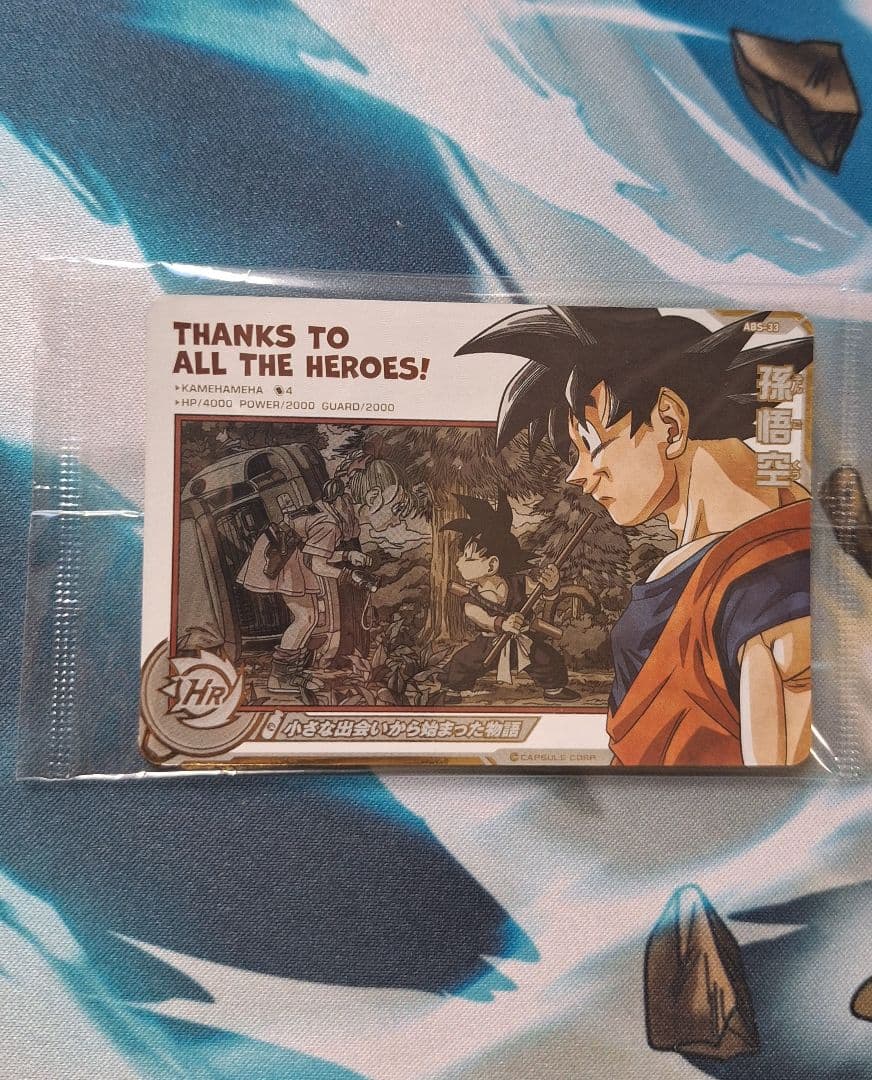 THANKS TO
ALL THE HEROES!
KAMEHAMEHA 4
HP/4000 POWER/2000 GUARD/2000
ABS-33
孫悟空
HR
小さな出会いから始まった物語
CAPSULE CORP.